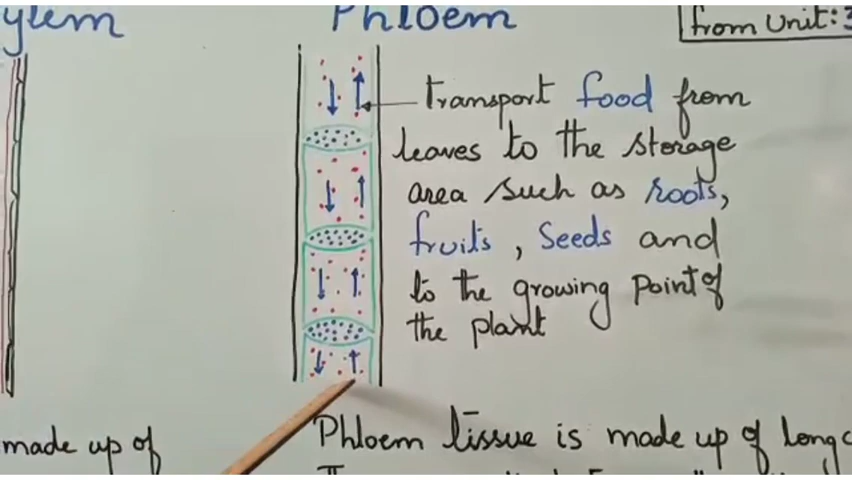 Phloem
from Unit:3
transport food from
leaves to the storage
area such as roots,
fruits, seeds and
to the growing point of
the plant
made up of
Phloem tissue is made up of long